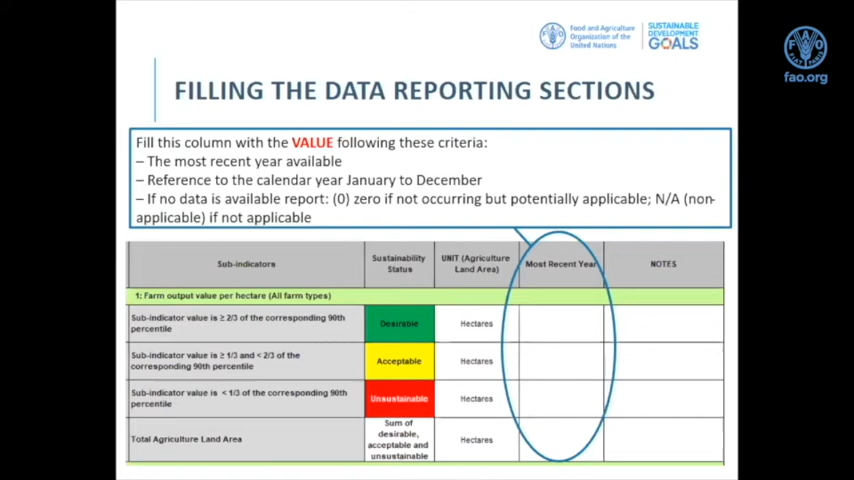 Food and Agriculture
Organization of the
United Nations
SUSTAINABLE
DEVELOPMENT
GOALS
FAO
FIAT PANIS
fao.org
FILLING THE DATA REPORTING SECTIONS
Fill this column with the VALUE following these criteria:
– The most recent year available
– Reference to the calendar year January to December
– If no data is available report: (0) zero if not occurring but potentially applicable; N/A (non-
applicable) if not applicable
Sub-indicators
Sustainability
Status
UNIT (Agriculture
Land Area)
Most Recent Year
NOTES
1: Farm output value per hectare (All farm types)
Sub-indicator value is ≥ 2/3 of the corresponding 90th
percentile
Desirable
Hectares
Sub-indicator value is ≥ 1/3 and < 2/3 of the
corresponding 90th percentile
Acceptable
Hectares
Sub-indicator value is < 1/3 of the corresponding 90th
percentile
Unsustainable
Hectares
Total Agriculture Land Area
Sum of
desirable,
acceptable and
unsustainable
Hectares